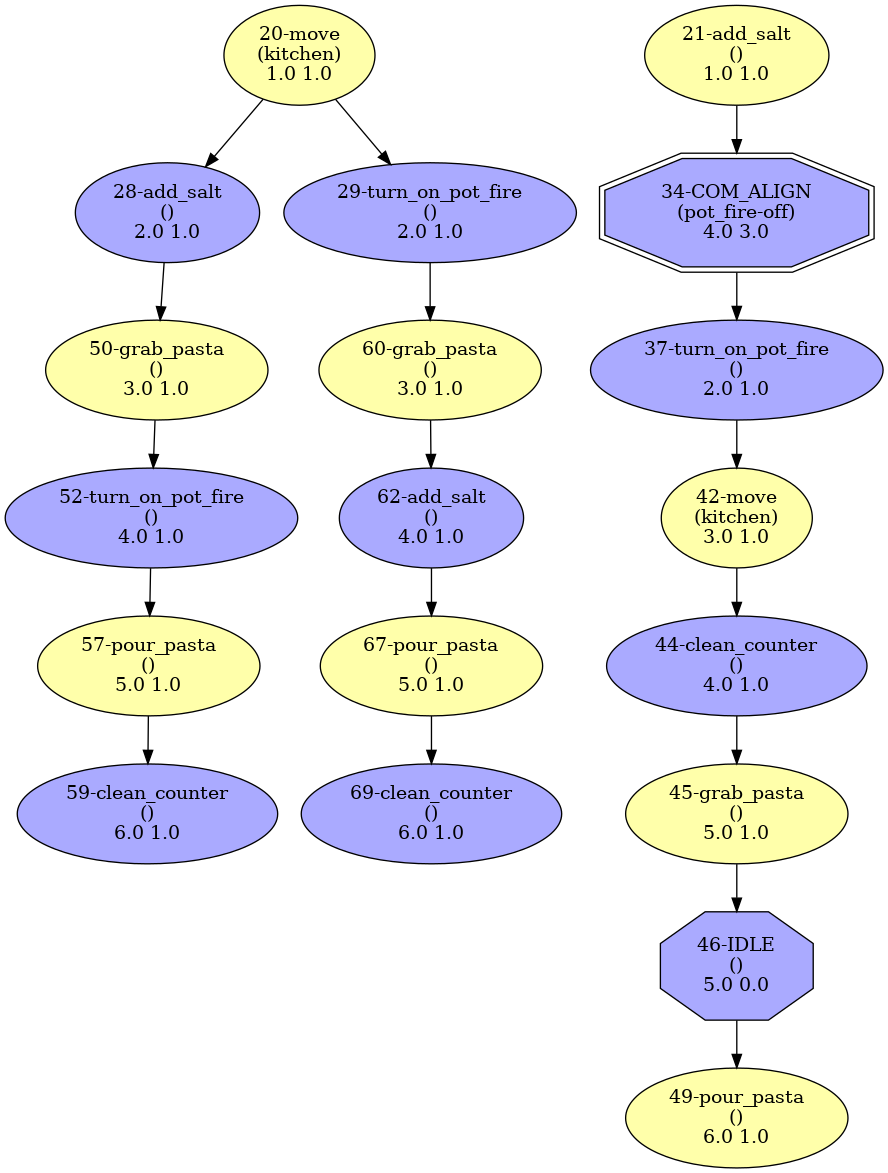 20-move
(kitchen)
1.0 1.0
21-add_salt
()
1.0 1.0
28-add_salt
()
2.0 1.0
29-turn_on_pot_fire
()
2.0 1.0
34-COM_ALIGN
(pot_fire-off)
4.0 3.0
50-grab_pasta
()
3.0 1.0
60-grab_pasta
()
3.0 1.0
37-turn_on_pot_fire
()
2.0 1.0
52-turn_on_pot_fire
()
4.0 1.0
62-add_salt
()
4.0 1.0
42-move
(kitchen)
3.0 1.0
57-pour_pasta
()
5.0 1.0
67-pour_pasta
()
5.0 1.0
44-clean_counter
()
4.0 1.0
59-clean_counter
()
6.0 1.0
69-clean_counter
()
6.0 1.0
45-grab_pasta
()
5.0 1.0
46-IDLE
()
5.0 0.0
49-pour_pasta
()
6.0 1.0